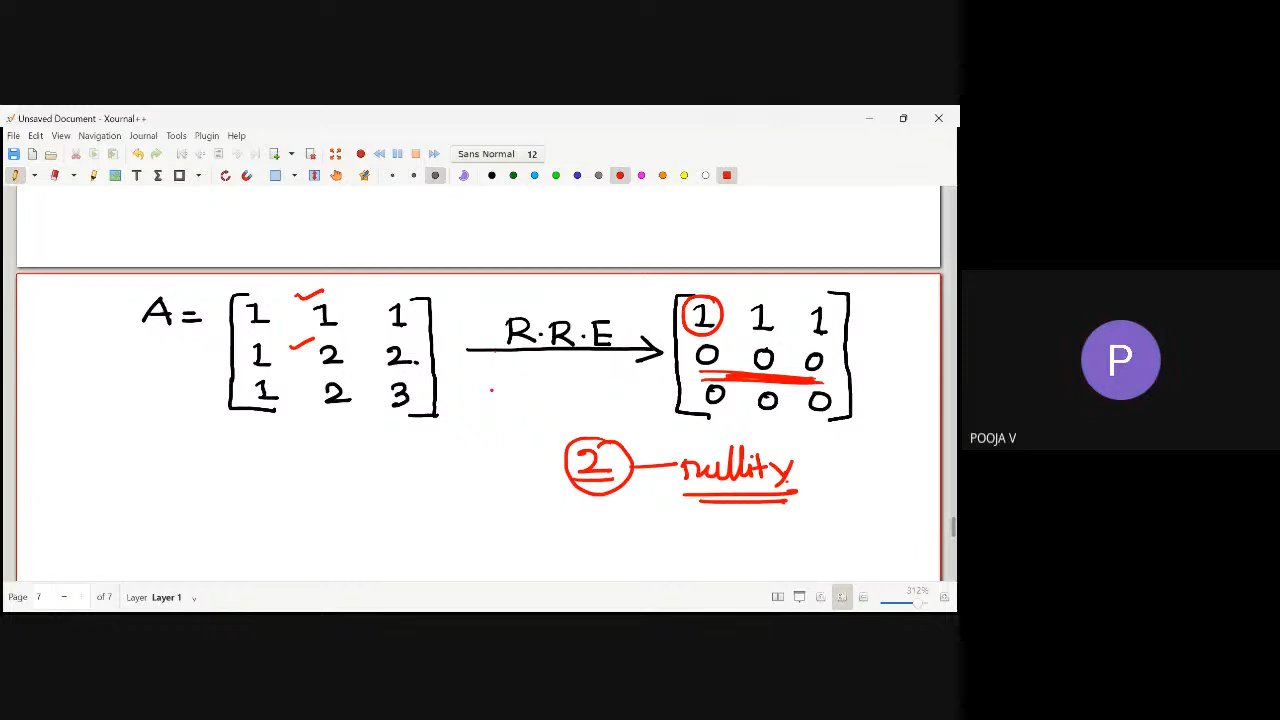 Unsaved Document - Xournal++
File Edit View Navigation Journal Tools Plugin Help
Sans Normal 12
A = [1 1 1 R.R.E [1 1 1
1 2 2. 0 0 0
1 2 3] 0 0 0]
2 — nullity
POOJA V
P
Page 7 of 7 Layer Layer 1 312%